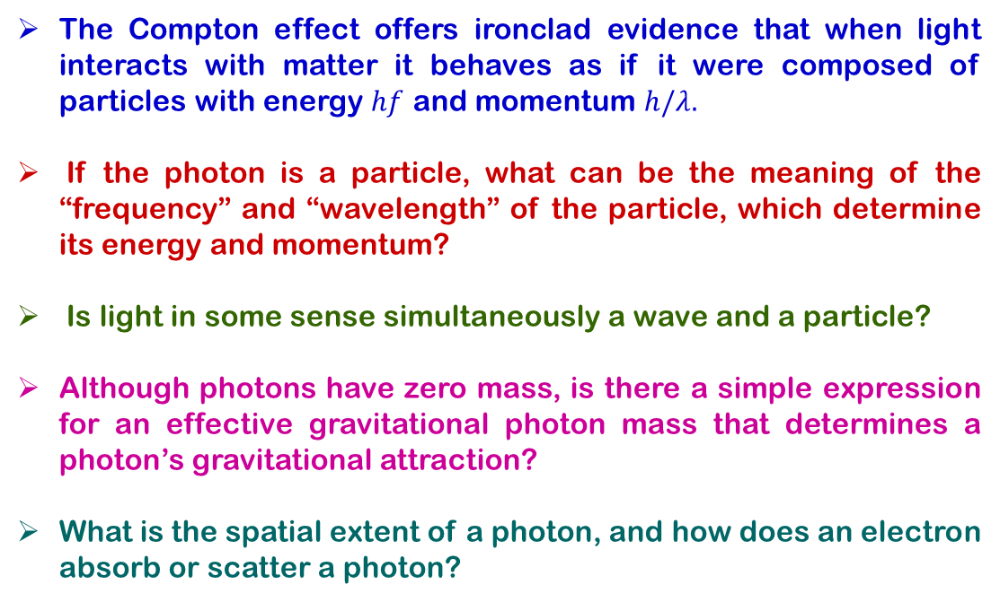 ➢ The Compton effect offers ironclad evidence that when light
interacts with matter it behaves as if it were composed of
particles with energy ℎ𝑓 and momentum ℎ/𝜆.
➢ If the photon is a particle, what can be the meaning of the
“frequency” and “wavelength” of the particle, which determine
its energy and momentum?
➢ Is light in some sense simultaneously a wave and a particle?
➢ Although photons have zero mass, is there a simple expression
for an effective gravitational photon mass that determines a
photon’s gravitational attraction?
➢ What is the spatial extent of a photon, and how does an electron
absorb or scatter a photon?